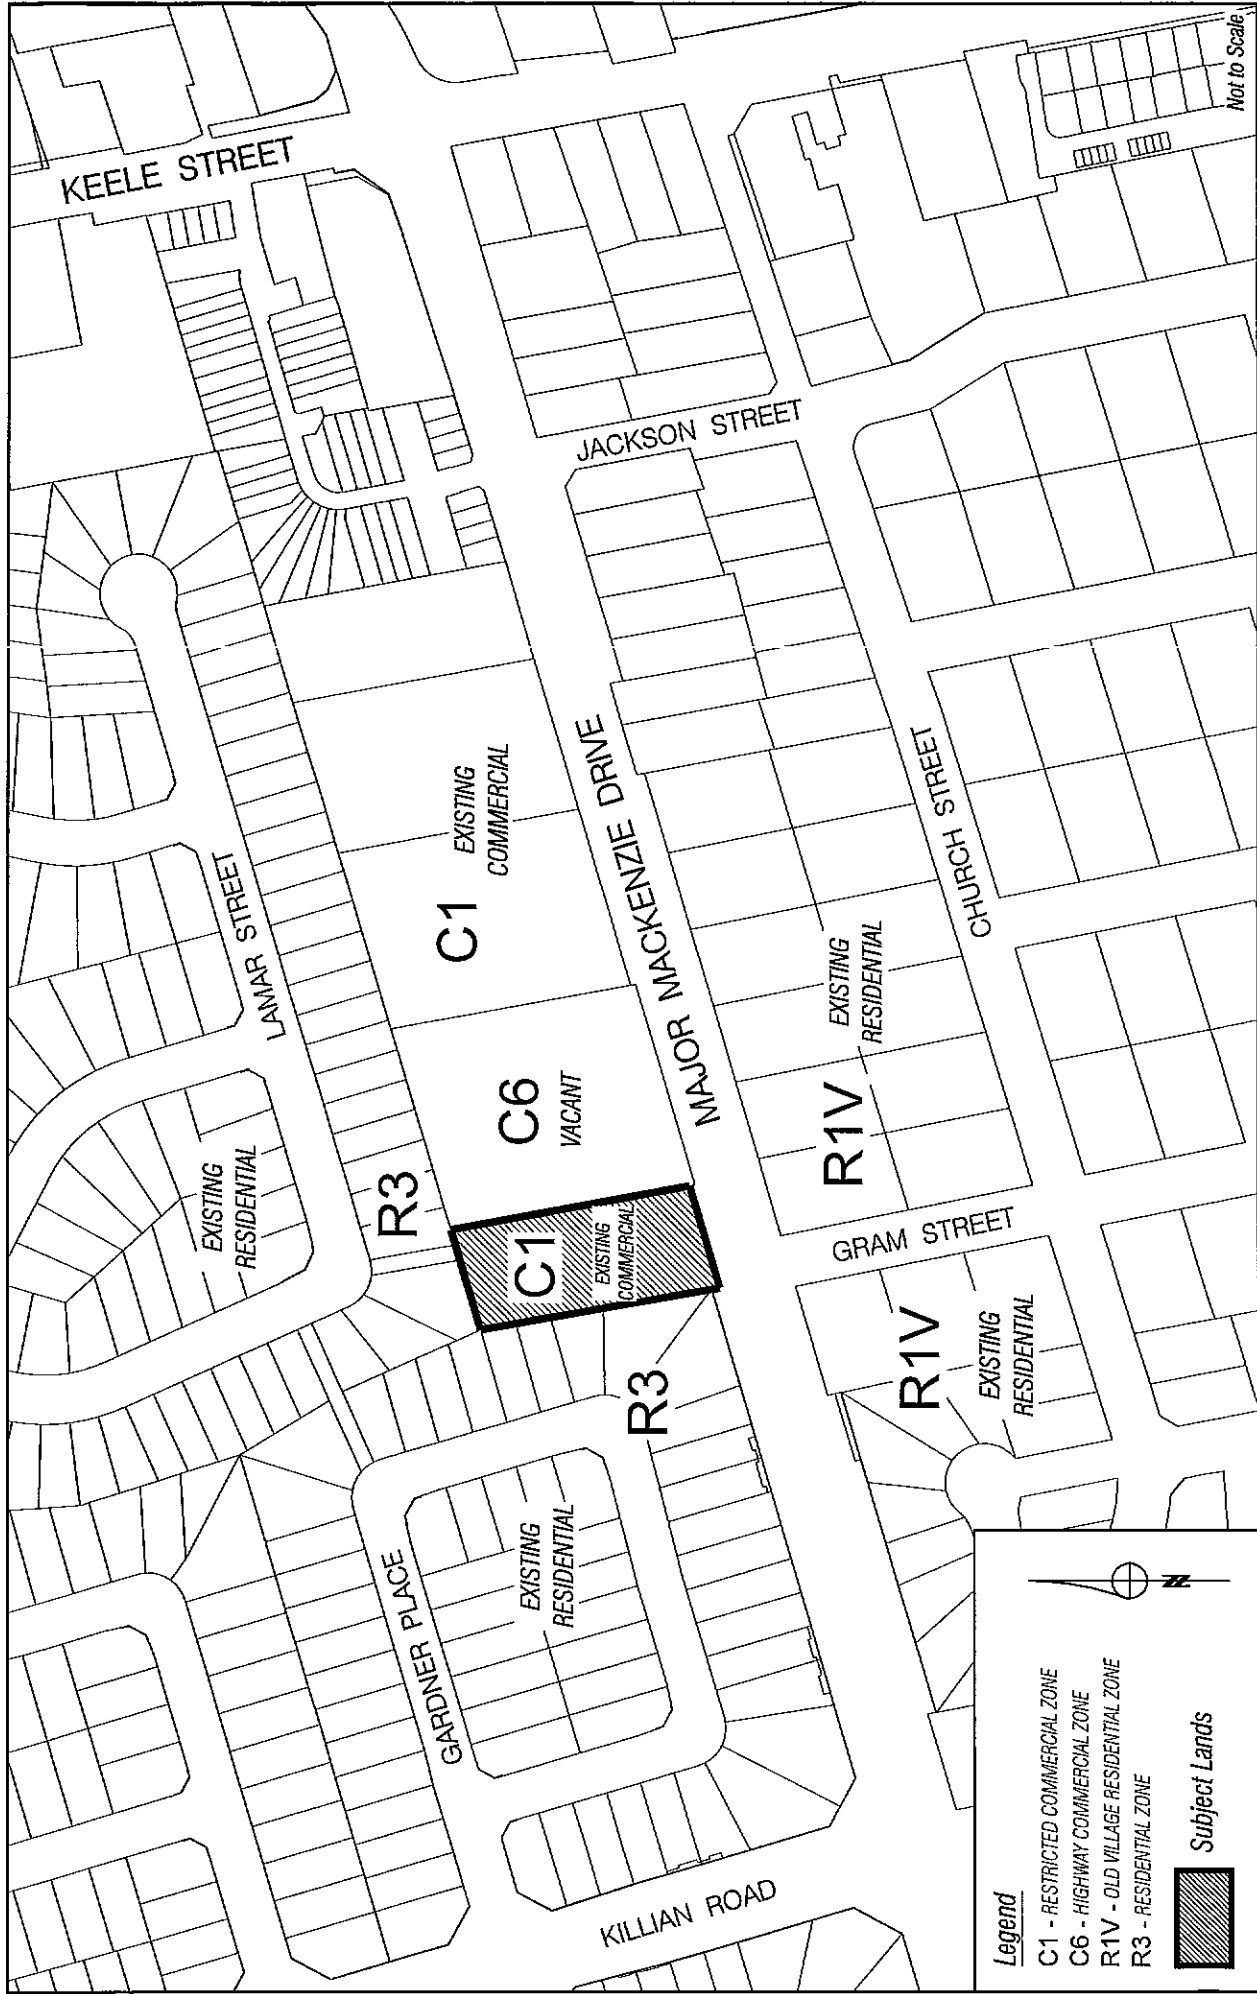 KEELE STREET
Not to Scale
JACKSON STREET
LAMAR STREET
EXISTING
COMMERCIAL
C1
MAJOR MACKENZIE DRIVE
CHURCH STREET
EXISTING
RESIDENTIAL
R3
C6
VACANT
EXISTING
RESIDENTIAL
R1V
C1
EXISTING
COMMERCIAL
GRAM STREET
R3
R1V
EXISTING
RESIDENTIAL
GARDNER PLACE
EXISTING
RESIDENTIAL
KILLIAN ROAD
Legend
C1 - RESTRICTED COMMERCIAL ZONE
C6 - HIGHWAY COMMERCIAL ZONE
R1V - OLD VILLAGE RESIDENTIAL ZONE
R3 - RESIDENTIAL ZONE
Subject Lands
N